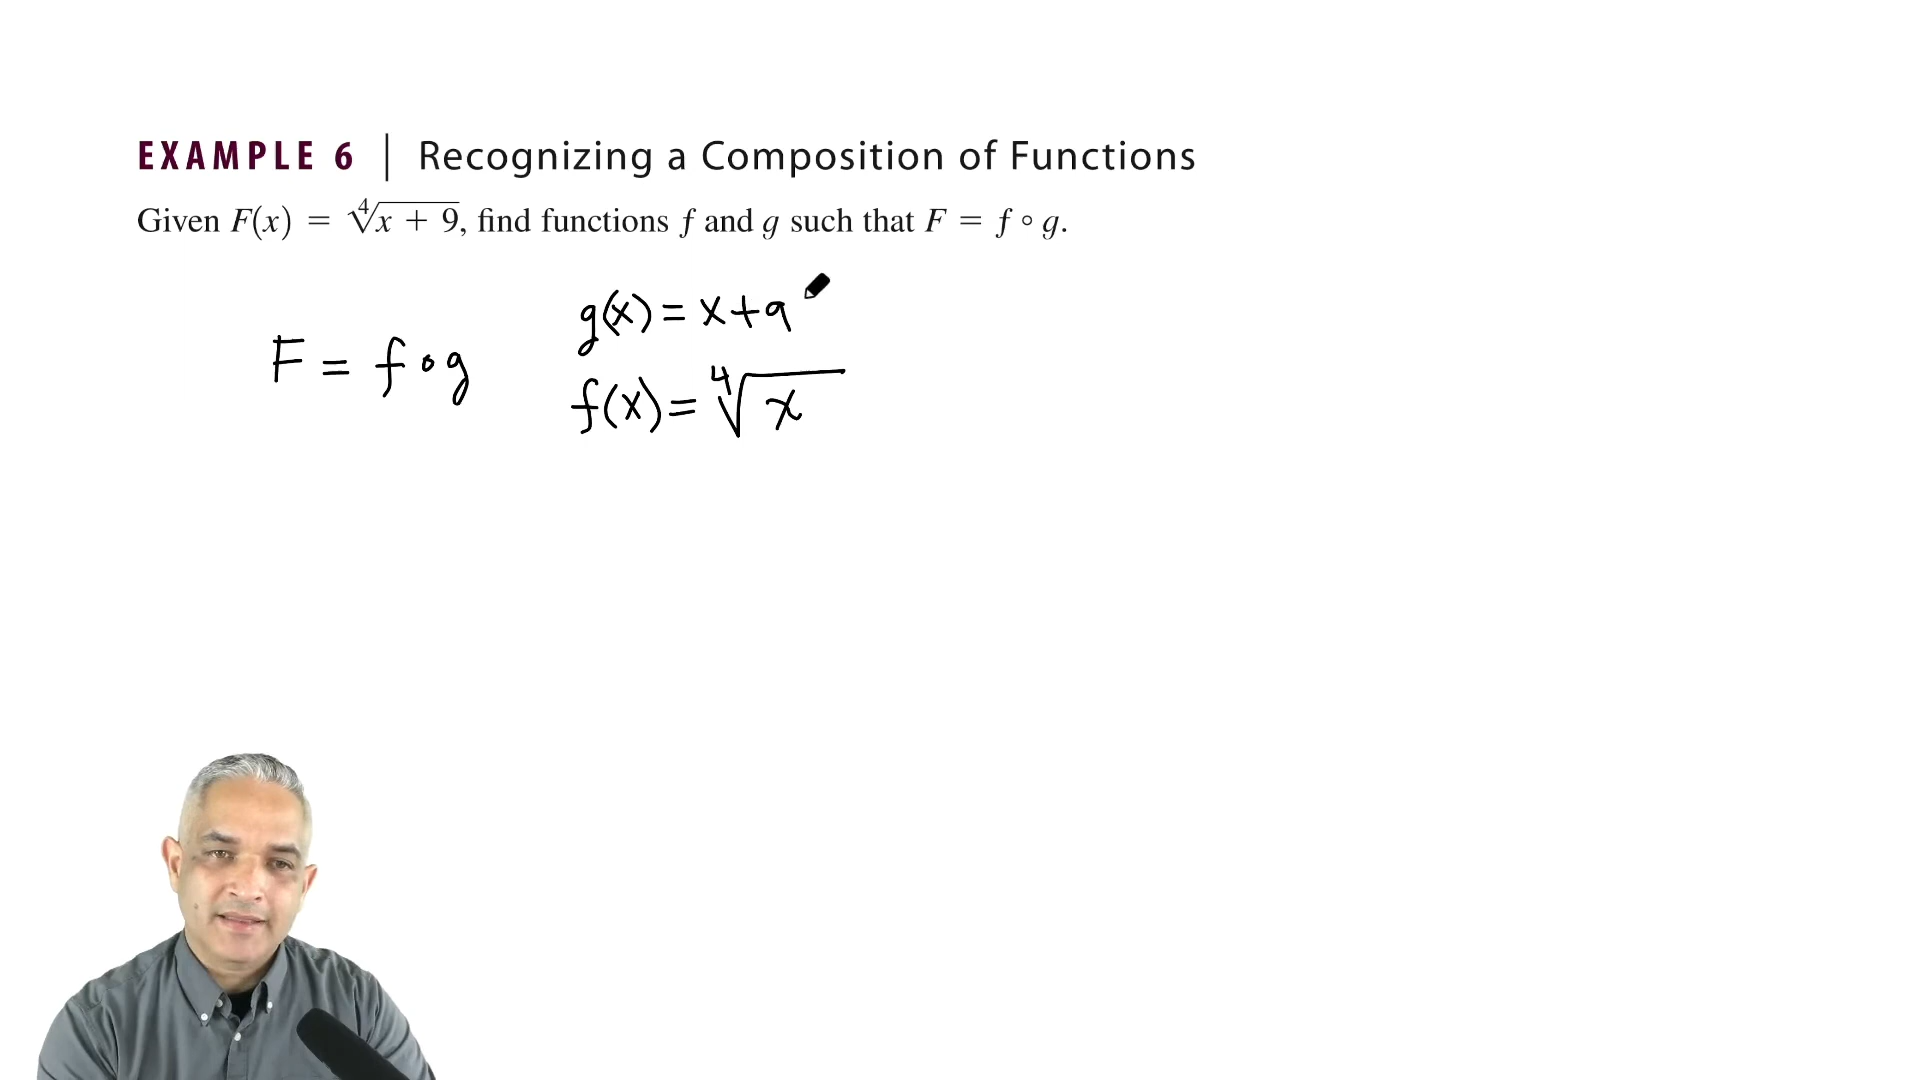 EXAMPLE 6 | Recognizing a Composition of Functions
Given F(x) = ∜x + 9, find functions f and g such that F = f ∘ g.
g(x) = x+9
F = f∘g
f(x) = ∜x